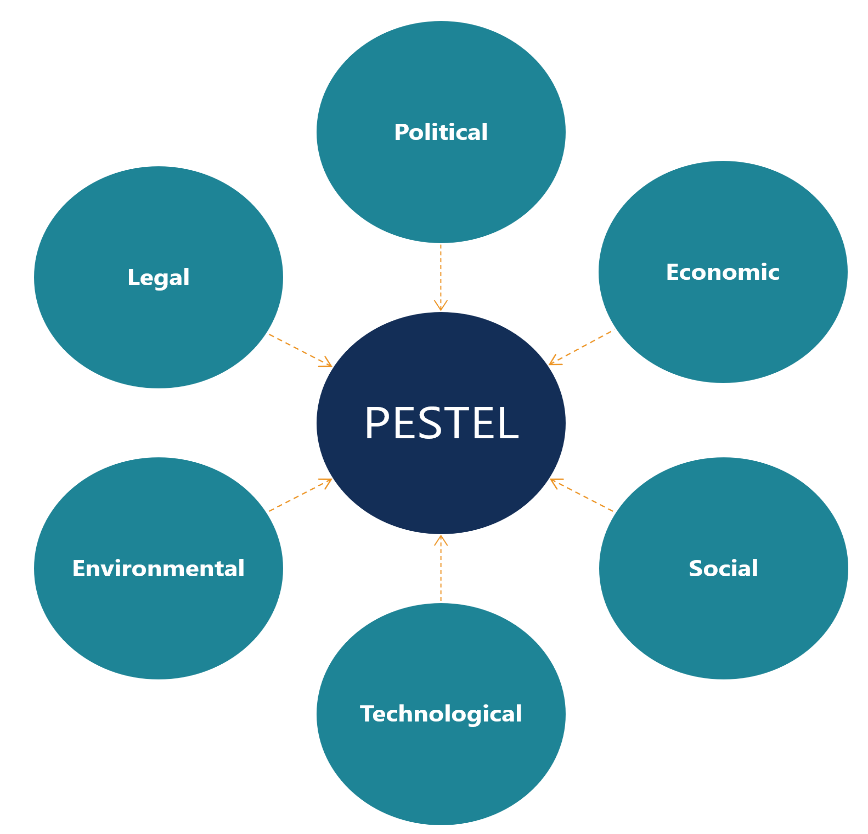 Political
Economic
Legal
PESTEL
Social
Environmental
Technological